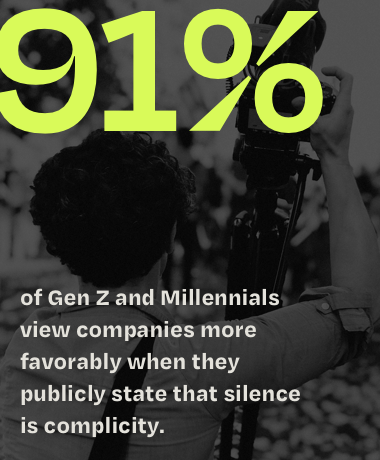 91%
of Gen Z and Millennials
view companies more
favorably when they
publicly state that silence
is complicity.